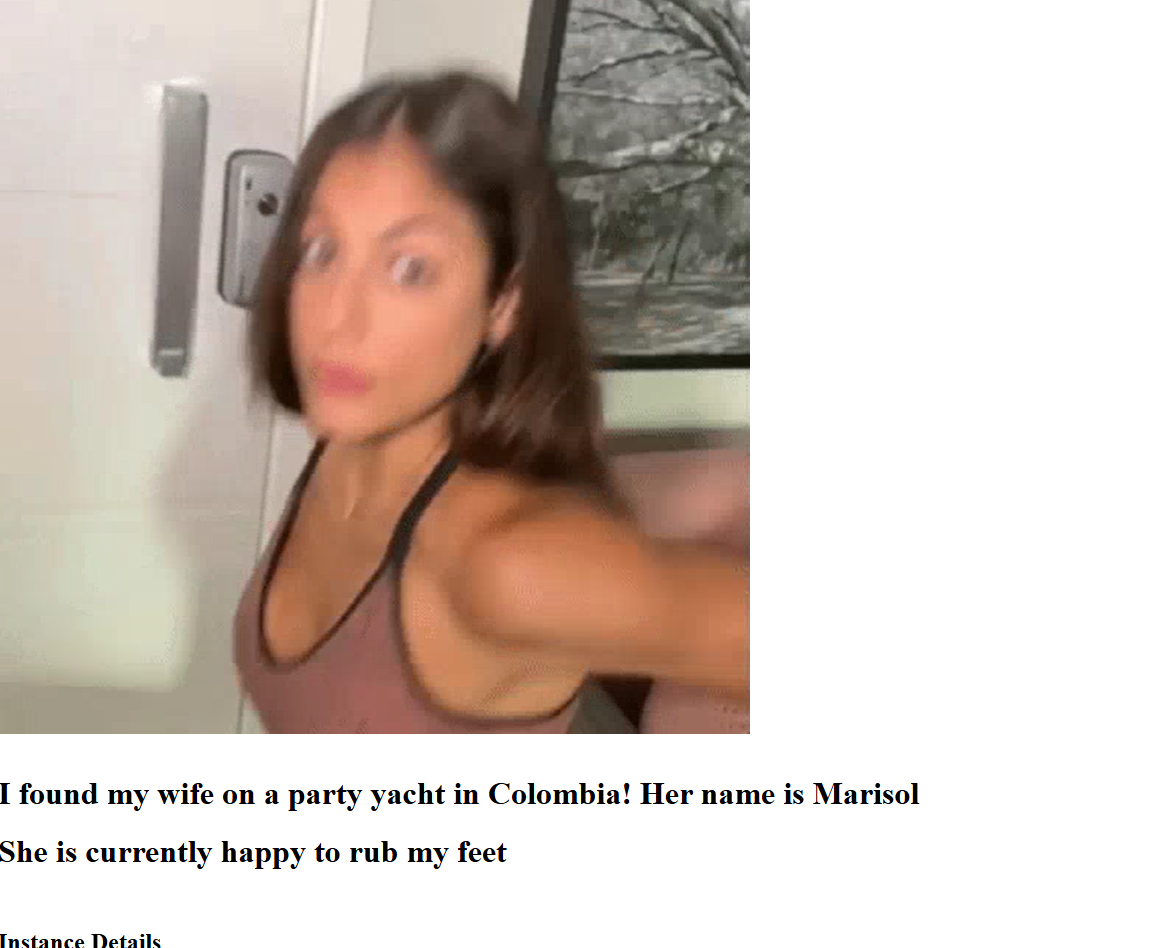 I found my wife on a party yacht in Colombia! Her name is Marisol
She is currently happy to rub my feet
Instance Details